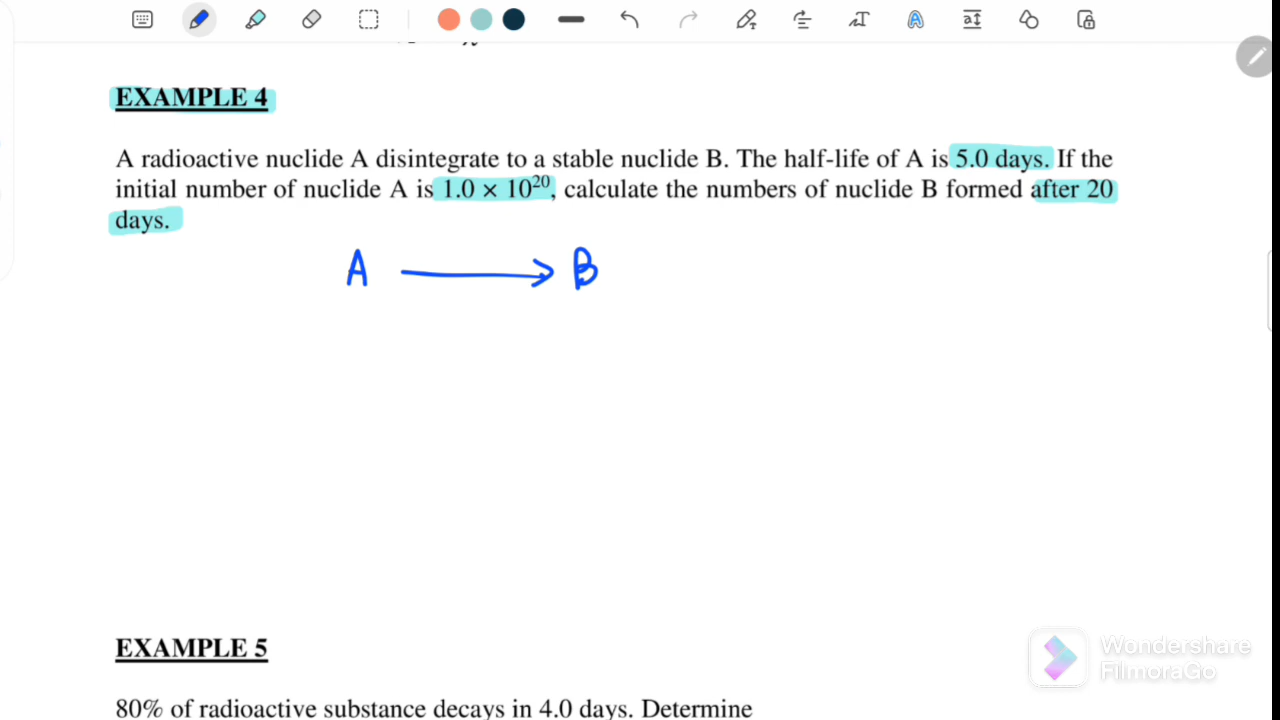 EXAMPLE 4
A radioactive nuclide A disintegrate to a stable nuclide B. The half-life of A is 5.0 days. If the
initial number of nuclide A is 1.0 × 10²⁰, calculate the numbers of nuclide B formed after 20
days.
A → B
EXAMPLE 5
80% of radioactive substance decays in 4.0 days. Determine
Wondershare
FilmoraGo